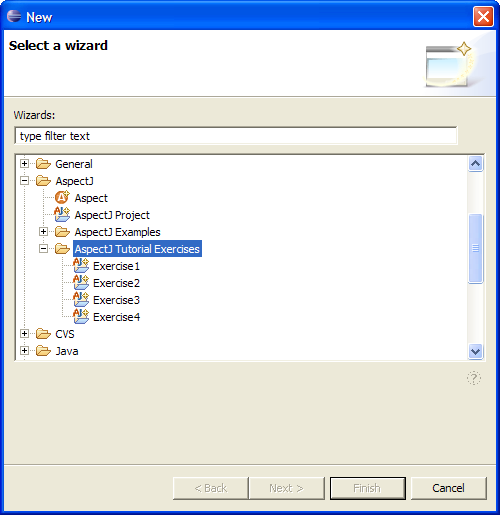 New
Select a wizard
Wizards:
type filter text
General
AspectJ
Aspect
AspectJ Project
AspectJ Examples
AspectJ Tutorial Exercises
Exercise1
Exercise2
Exercise3
Exercise4
CVS
Java
?
< Back Next > Finish Cancel